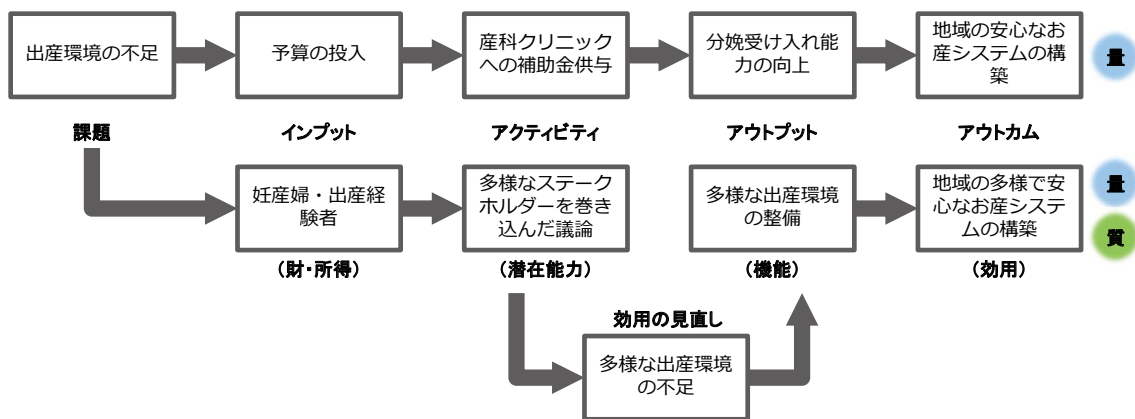 出産環境の不足
予算の投入
産科クリニック
への補助金供与
分娩受け入れ能
力の向上
地域の安心なお
産システムの構
築
量
課題
インプット
アクティビティ
アウトプット
アウトカム
妊産婦・出産経
験者
多様なステーク
ホルダーを巻き
込んだ議論
多様な出産環境
の整備
地域の多様で安
心なお産システ
ムの構築
量
質
（財・所得）
（潜在能力）
（機能）
（効用）
効用の見直し
多様な出産環境
の不足